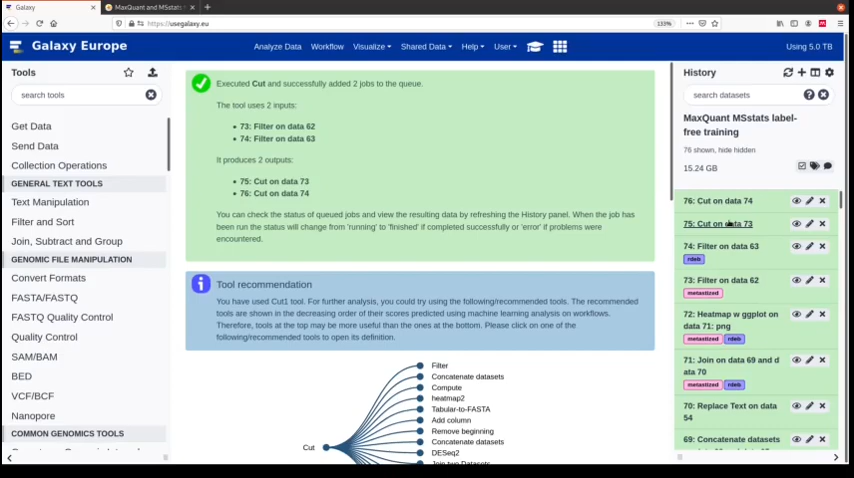 Galaxy
MaxQuant and MSstats
https://usegalaxy.eu
133%
Galaxy Europe
Analyze Data
Workflow
Visualize
Shared Data
Help
User
Using 5.0 TB
Tools
search tools
Get Data
Send Data
Collection Operations
GENERAL TEXT TOOLS
Text Manipulation
Filter and Sort
Join, Subtract and Group
GENOMIC FILE MANIPULATION
Convert Formats
FASTA/FASTQ
FASTQ Quality Control
Quality Control
SAM/BAM
BED
VCF/BCF
Nanopore
COMMON GENOMICS TOOLS
Executed Cut and successfully added 2 jobs to the queue.
The tool uses 2 inputs:
• 73: Filter on data 62
• 74: Filter on data 63
It produces 2 outputs:
• 75: Cut on data 73
• 76: Cut on data 74
You can check the status of queued jobs and view the resulting data by refreshing the History panel. When the job has
been run the status will change from 'running' to 'finished' if completed successfully or 'error' if problems were
encountered.
Tool recommendation
You have used Cut1 tool. For further analysis, you could try using the following/recommended tools. The recommended
tools are shown in the decreasing order of their scores predicted using machine learning analysis on workflows.
Therefore, tools at the top may be more useful than the ones at the bottom. Please click on one of the
following/recommended tools to open its definition.
Cut
Filter
Concatenate datasets
Compute
heatmap2
Tabular-to-FASTA
Add column
Remove beginning
Concatenate datasets
DESeq2
Join two Datasets
History
search datasets
MaxQuant MSstats label-
free training
76 shown, hide hidden
15.24 GB
76: Cut on data 74
75: Cut on data 73
74: Filter on data 63
rdeb
73: Filter on data 62
metastized
72: Heatmap w ggplot on
data 71: png
metastized rdeb
71: Join on data 69 and d
ata 70
metastized rdeb
70: Replace Text on data
54
69: Concatenate datasets